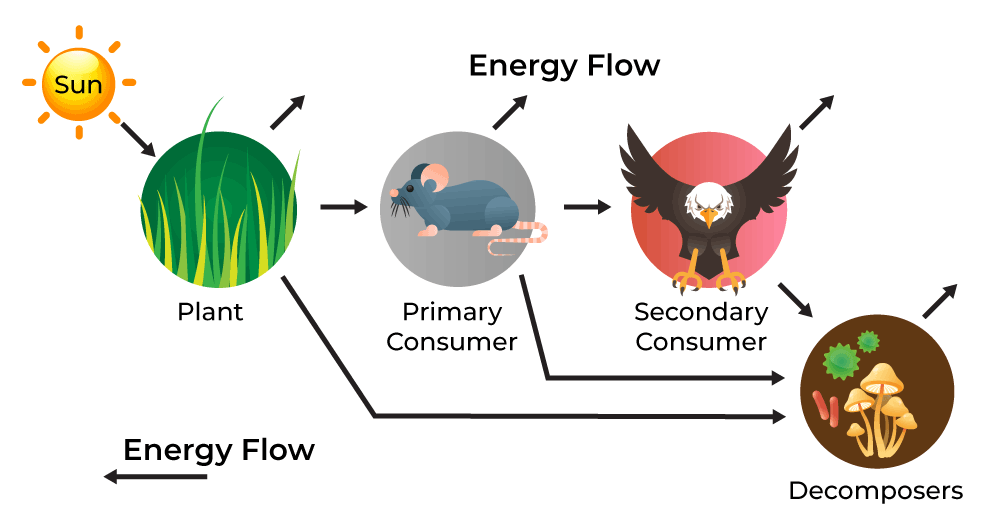 Energy Flow
Sun
Plant
Primary
Consumer
Secondary
Consumer
Energy Flow
Decomposers